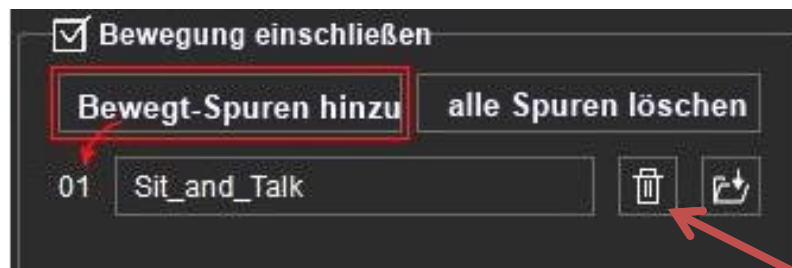 Bewegung einschließen
Bewegt-Spuren hinzu alle Spuren löschen
01 Sit_and_Talk